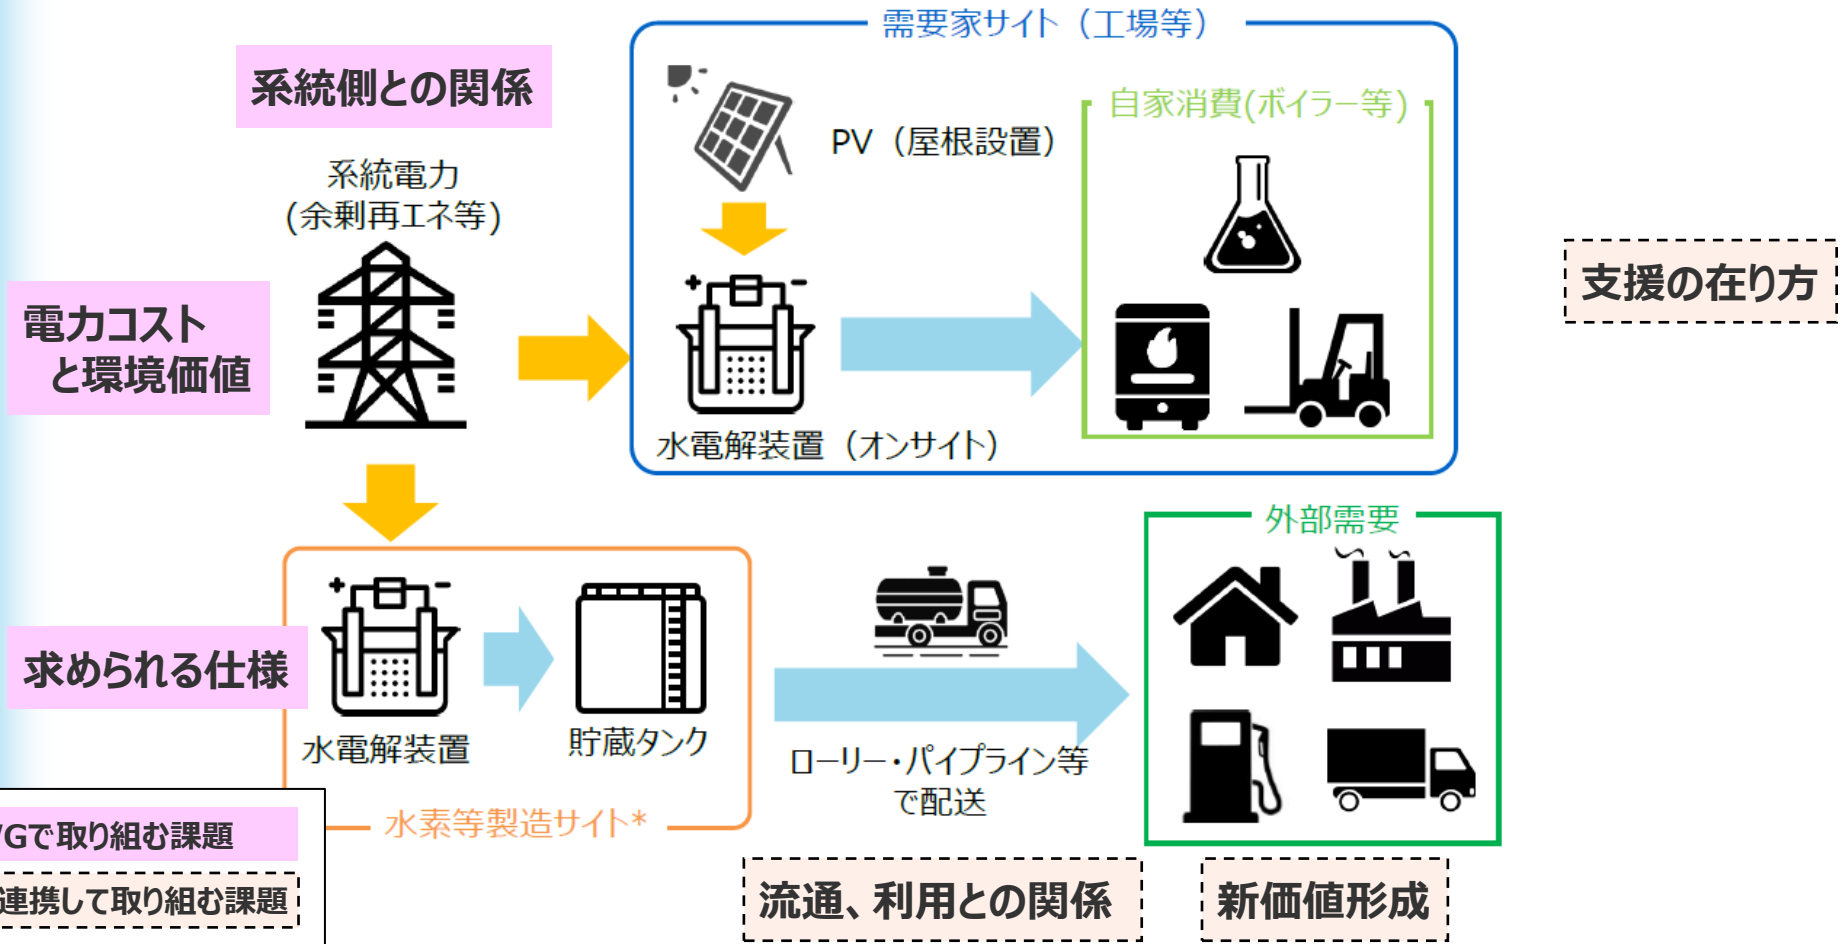 需要家サイト（工場等）
系統側との関係
自家消費(ボイラー等)
PV（屋根設置）
系統電力
(余剰再エネ等)
支援の在り方
電力コスト
と環境価値
水電解装置（オンサイト）
外部需要
求められる仕様
水電解装置
貯蔵タンク
ローリー・パイプライン等
で配送
水素等製造サイト*
Gで取り組む課題
連携して取り組む課題
流通、利用との関係
新価値形成